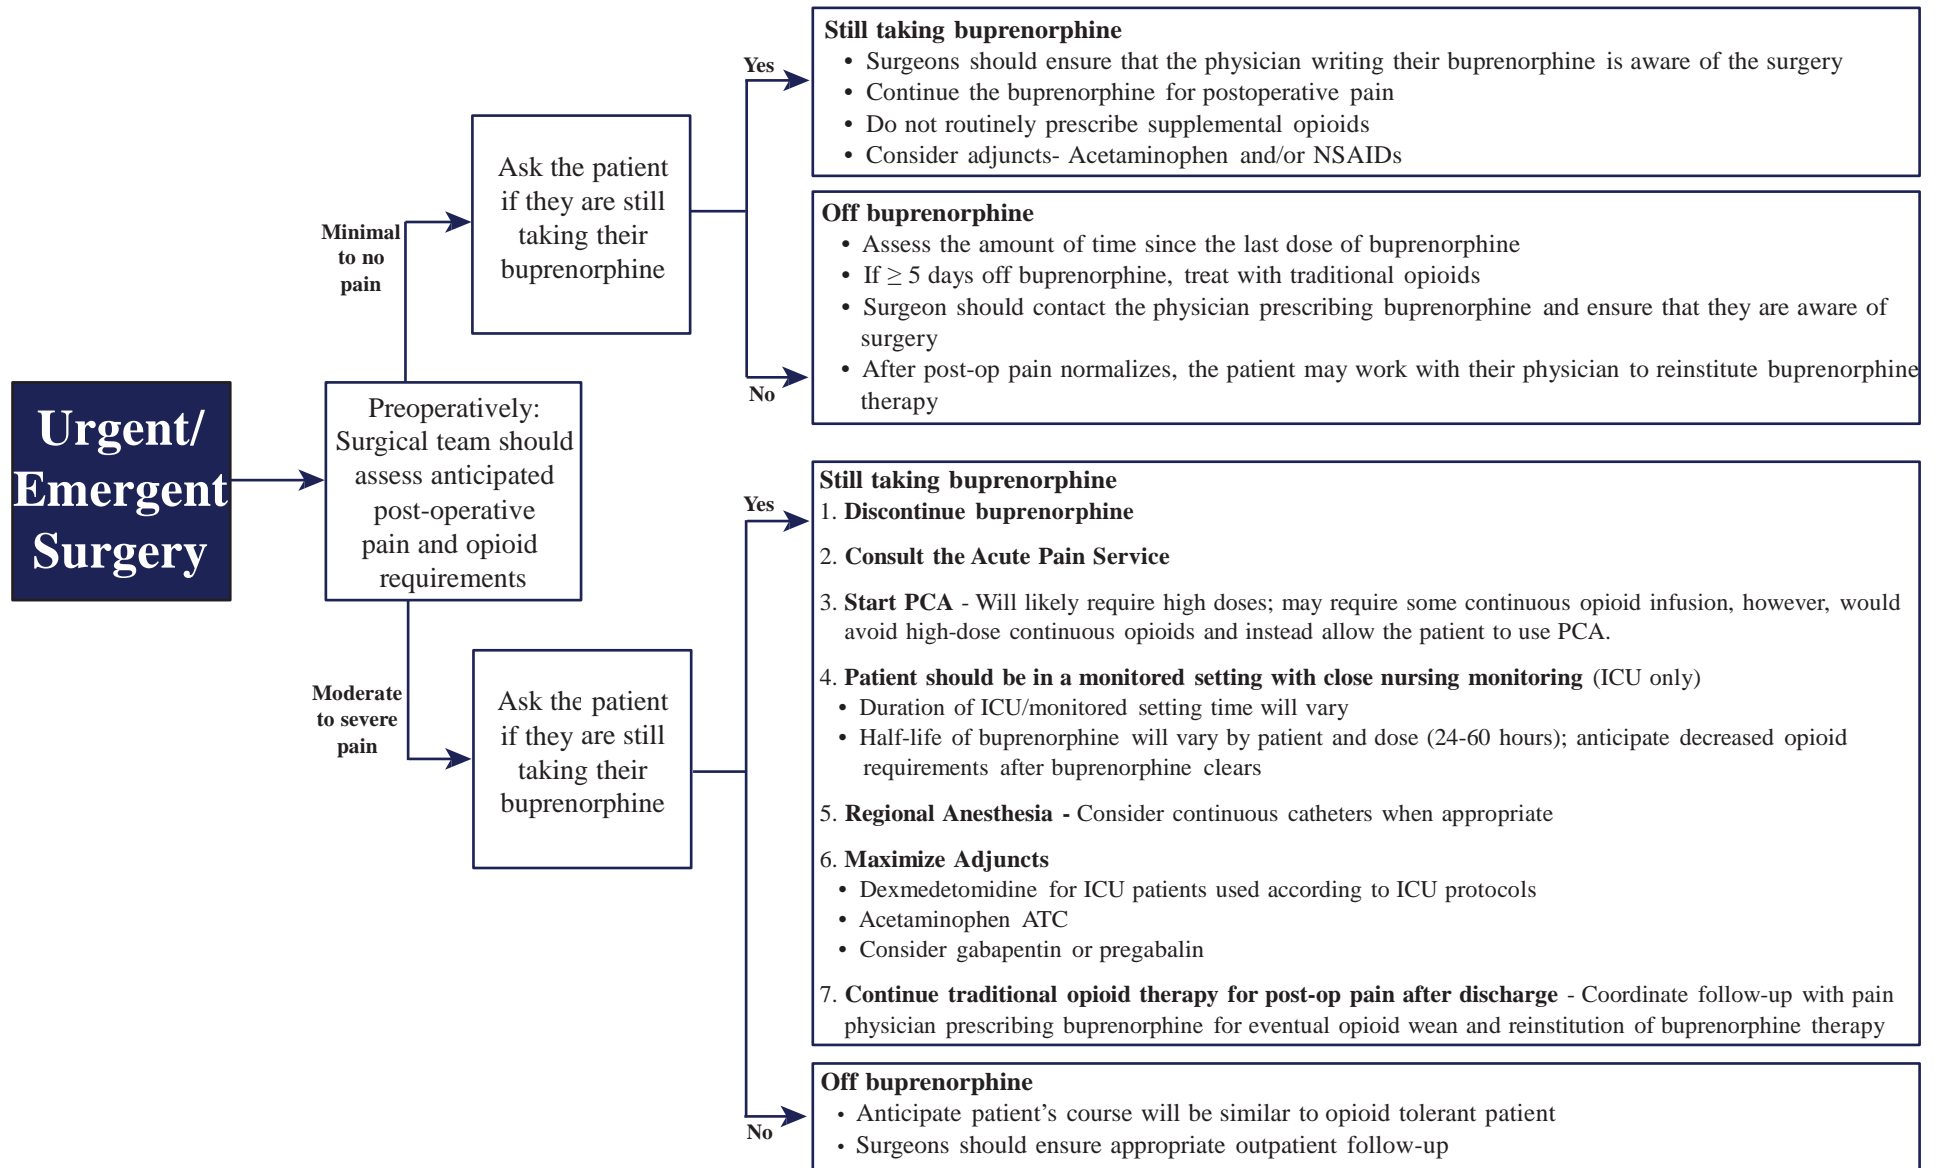 Urgent/
Emergent
Surgery
Preoperatively:
Surgical team should
assess anticipated
post-operative
pain and opioid
requirements
Minimal
to no
pain
Ask the patient
if they are still
taking their
buprenorphine
Yes
Still taking buprenorphine
• Surgeons should ensure that the physician writing their buprenorphine is aware of the surgery
• Continue the buprenorphine for postoperative pain
• Do not routinely prescribe supplemental opioids
• Consider adjuncts- Acetaminophen and/or NSAIDs
No
Off buprenorphine
• Assess the amount of time since the last dose of buprenorphine
• If ≥ 5 days off buprenorphine, treat with traditional opioids
• Surgeon should contact the physician prescribing buprenorphine and ensure that they are aware of
surgery
• After post-op pain normalizes, the patient may work with their physician to reinstitute buprenorphine
therapy
Moderate
to severe
pain
Ask the patient
if they are still
taking their
buprenorphine
Yes
Still taking buprenorphine
1. Discontinue buprenorphine
2. Consult the Acute Pain Service
3. Start PCA - Will likely require high doses; may require some continuous opioid infusion, however, would
avoid high-dose continuous opioids and instead allow the patient to use PCA.
4. Patient should be in a monitored setting with close nursing monitoring (ICU only)
• Duration of ICU/monitored setting time will vary
• Half-life of buprenorphine will vary by patient and dose (24-60 hours); anticipate decreased opioid
requirements after buprenorphine clears
5. Regional Anesthesia - Consider continuous catheters when appropriate
6. Maximize Adjuncts
• Dexmedetomidine for ICU patients used according to ICU protocols
• Acetaminophen ATC
• Consider gabapentin or pregabalin
7. Continue traditional opioid therapy for post-op pain after discharge - Coordinate follow-up with pain
physician prescribing buprenorphine for eventual opioid wean and reinstitution of buprenorphine therapy
No
Off buprenorphine
• Anticipate patient's course will be similar to opioid tolerant patient
• Surgeons should ensure appropriate outpatient follow-up